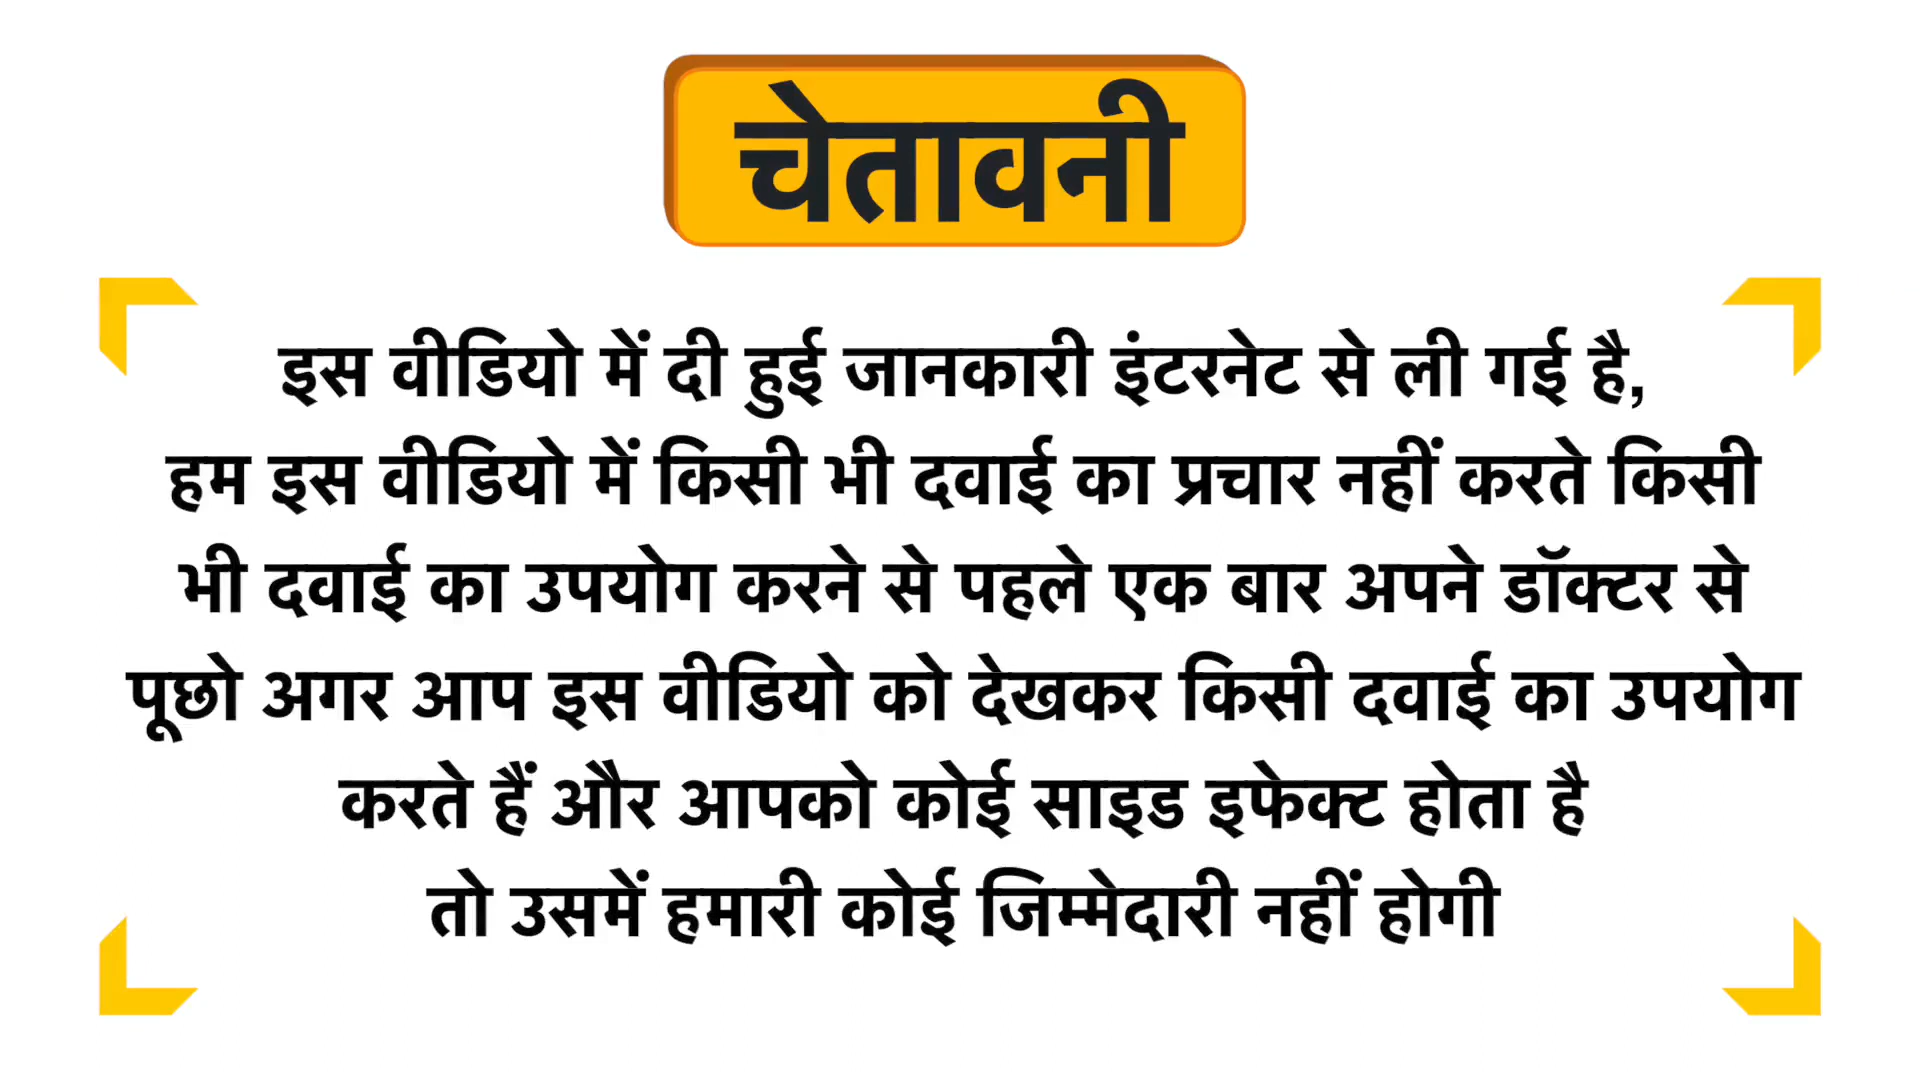 चेतावनी
इस वीडियो में दी हुई जानकारी इंटरनेट से ली गई है,
हम इस वीडियो में किसी भी दवाई का प्रचार नहीं करते किसी
भी दवाई का उपयोग करने से पहले एक बार अपने डॉक्टर से
पूछो अगर आप इस वीडियो को देखकर किसी दवाई का उपयोग
करते हैं और आपको कोई साइड इफेक्ट होता है
तो उसमें हमारी कोई जिम्मेदारी नहीं होगी